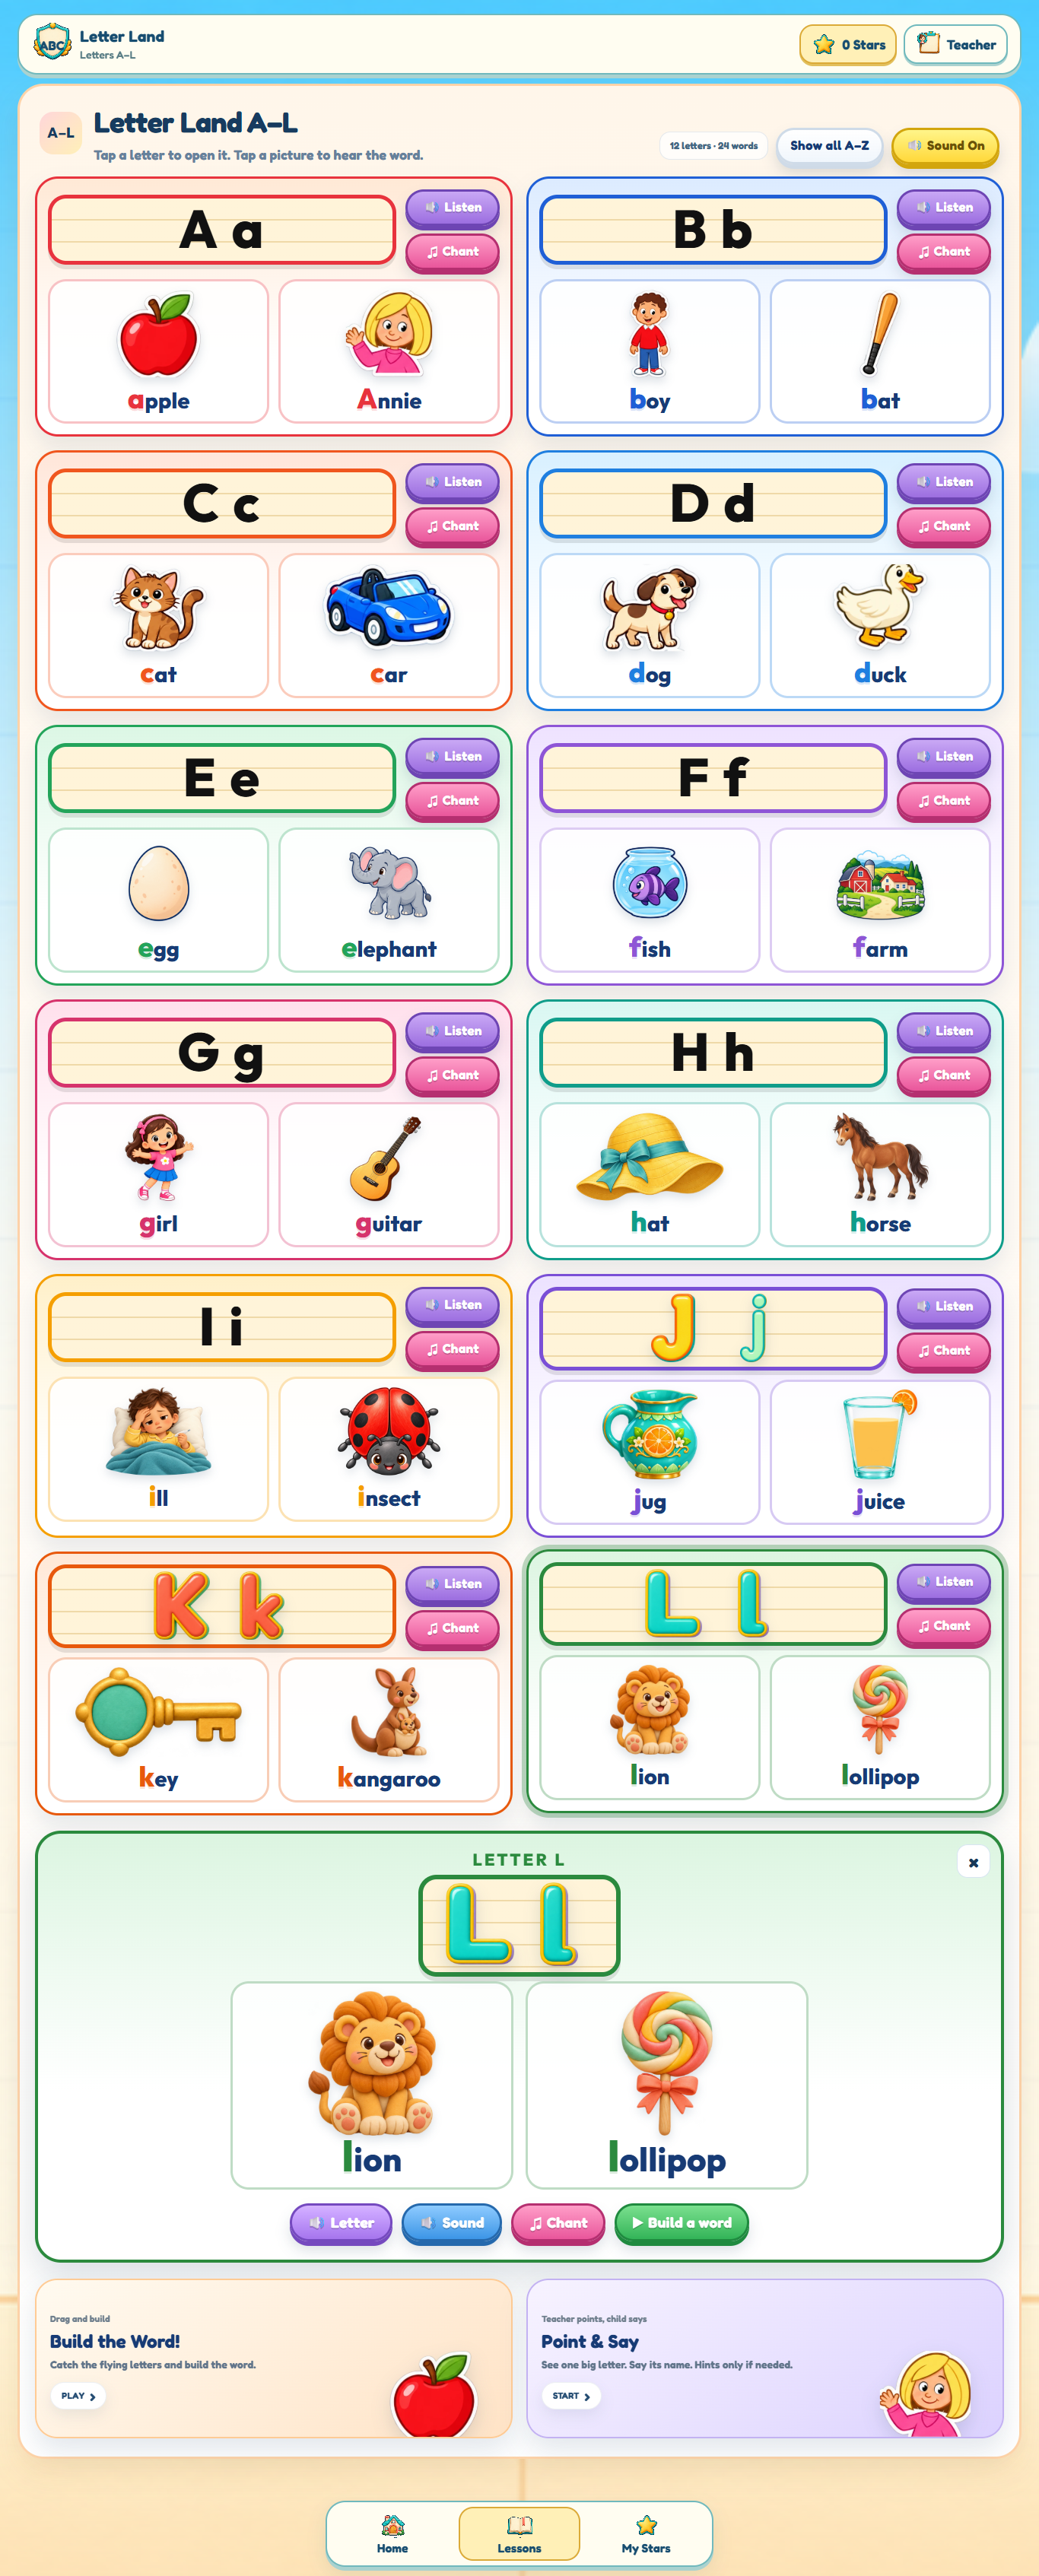 ABC
Letter Land
Letters A–L
0 Stars
Teacher
A–L
Letter Land A–L
Tap a letter to open it. Tap a picture to hear the word.
12 letters · 24 words
Show all A–Z
Sound On
A a
Listen
Chant
apple
Annie
B b
Listen
Chant
boy
bat
C c
Listen
Chant
cat
car
D d
Listen
Chant
dog
duck
E e
Listen
Chant
egg
elephant
F f
Listen
Chant
fish
farm
G g
Listen
Chant
girl
guitar
H h
Listen
Chant
hat
horse
I i
Listen
Chant
ill
insect
J j
Listen
Chant
jug
juice
K k
Listen
Chant
key
kangaroo
L l
Listen
Chant
lion
lollipop
LETTER L
L l
lion
lollipop
Letter
Sound
Chant
Build a word
Drag and build
Build the Word!
Catch the flying letters and build the word.
PLAY
Teacher points, child says
Point & Say
See one big letter. Say its name. Hints only if needed.
START
Home
Lessons
My Stars